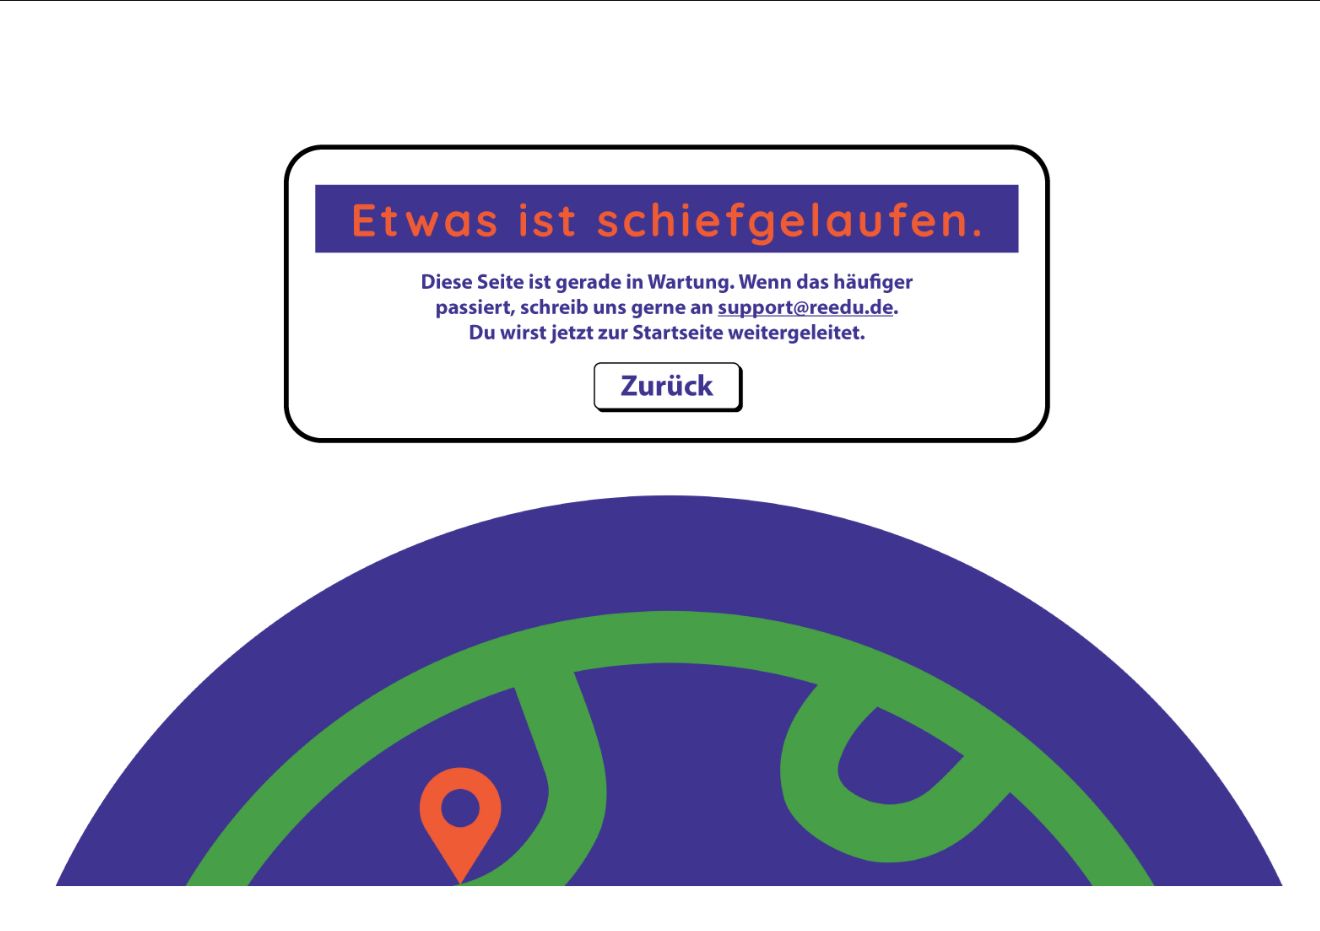 Etwas ist schiefgelaufen.
Diese Seite ist gerade in Wartung. Wenn das häufiger
passiert, schreib uns gerne an support@reedu.de.
Du wirst jetzt zur Startseite weitergeleitet.
Zurück